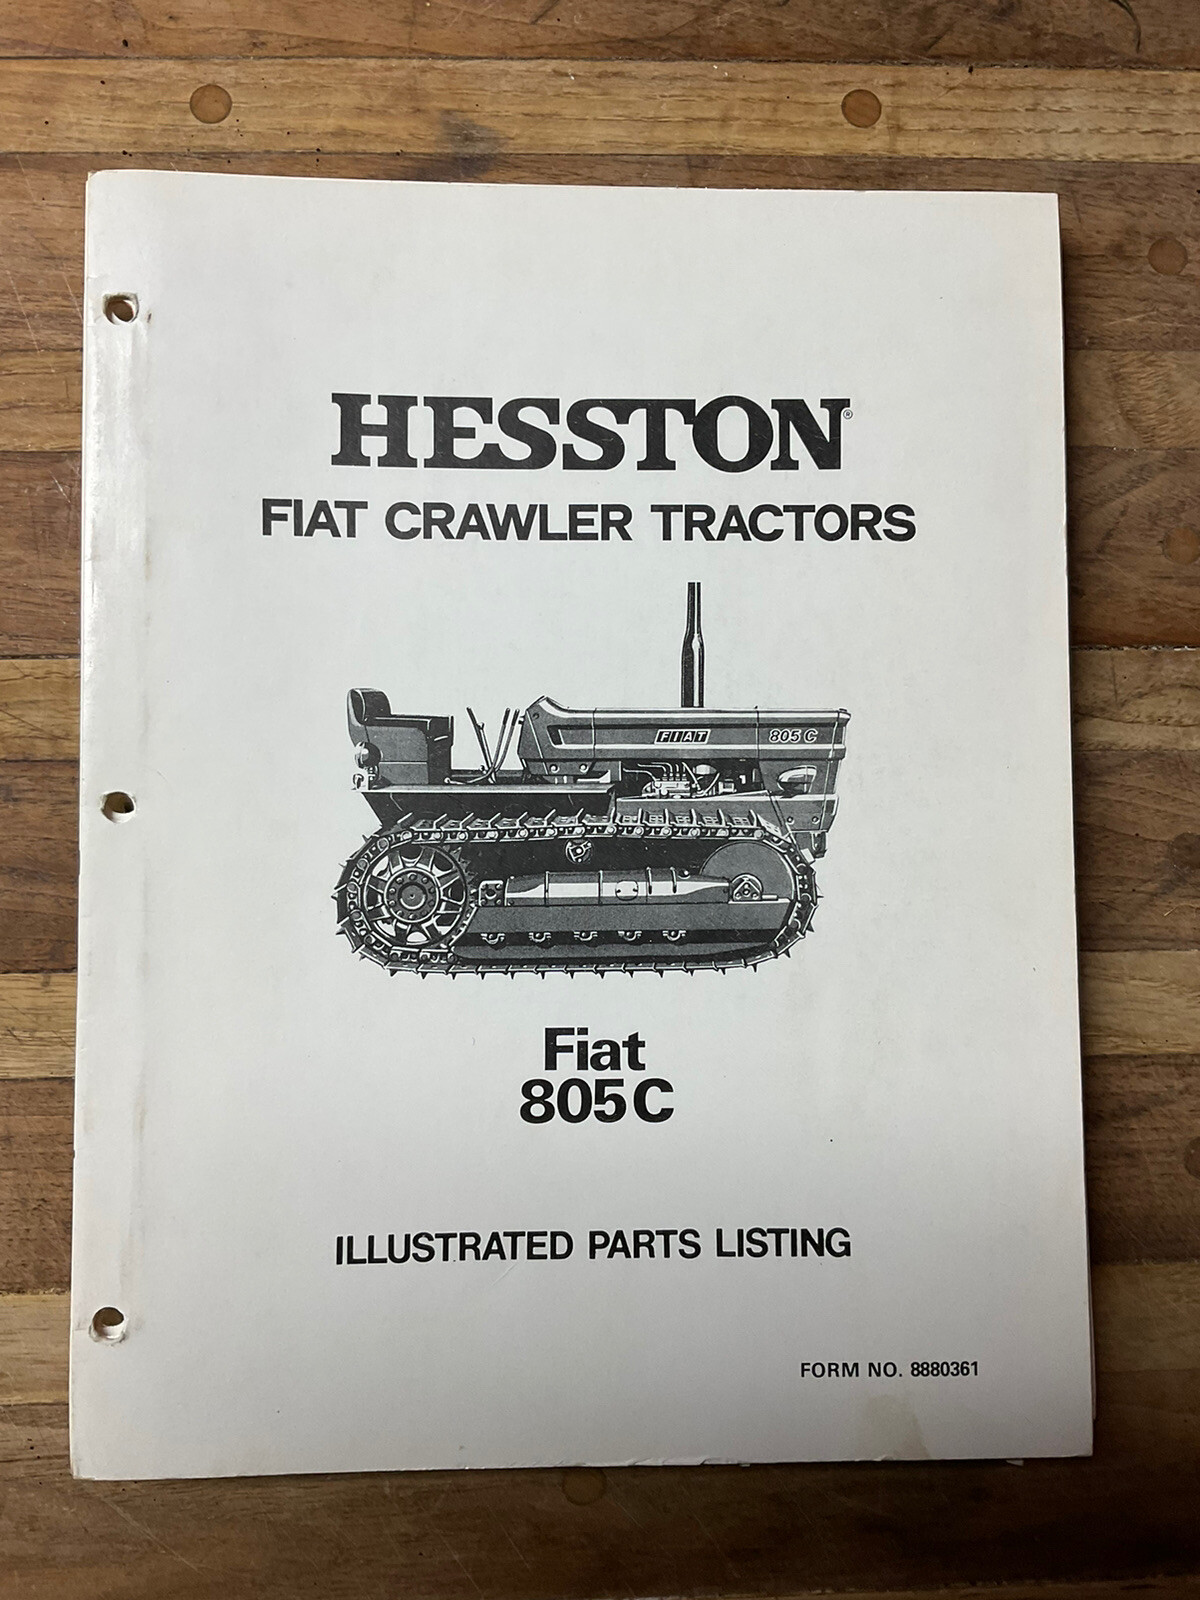 HESSTON®
FIAT CRAWLER TRACTORS
FIAT 805 C
Fiat
805C
ILLUSTRATED PARTS LISTING
FORM NO. 8880361